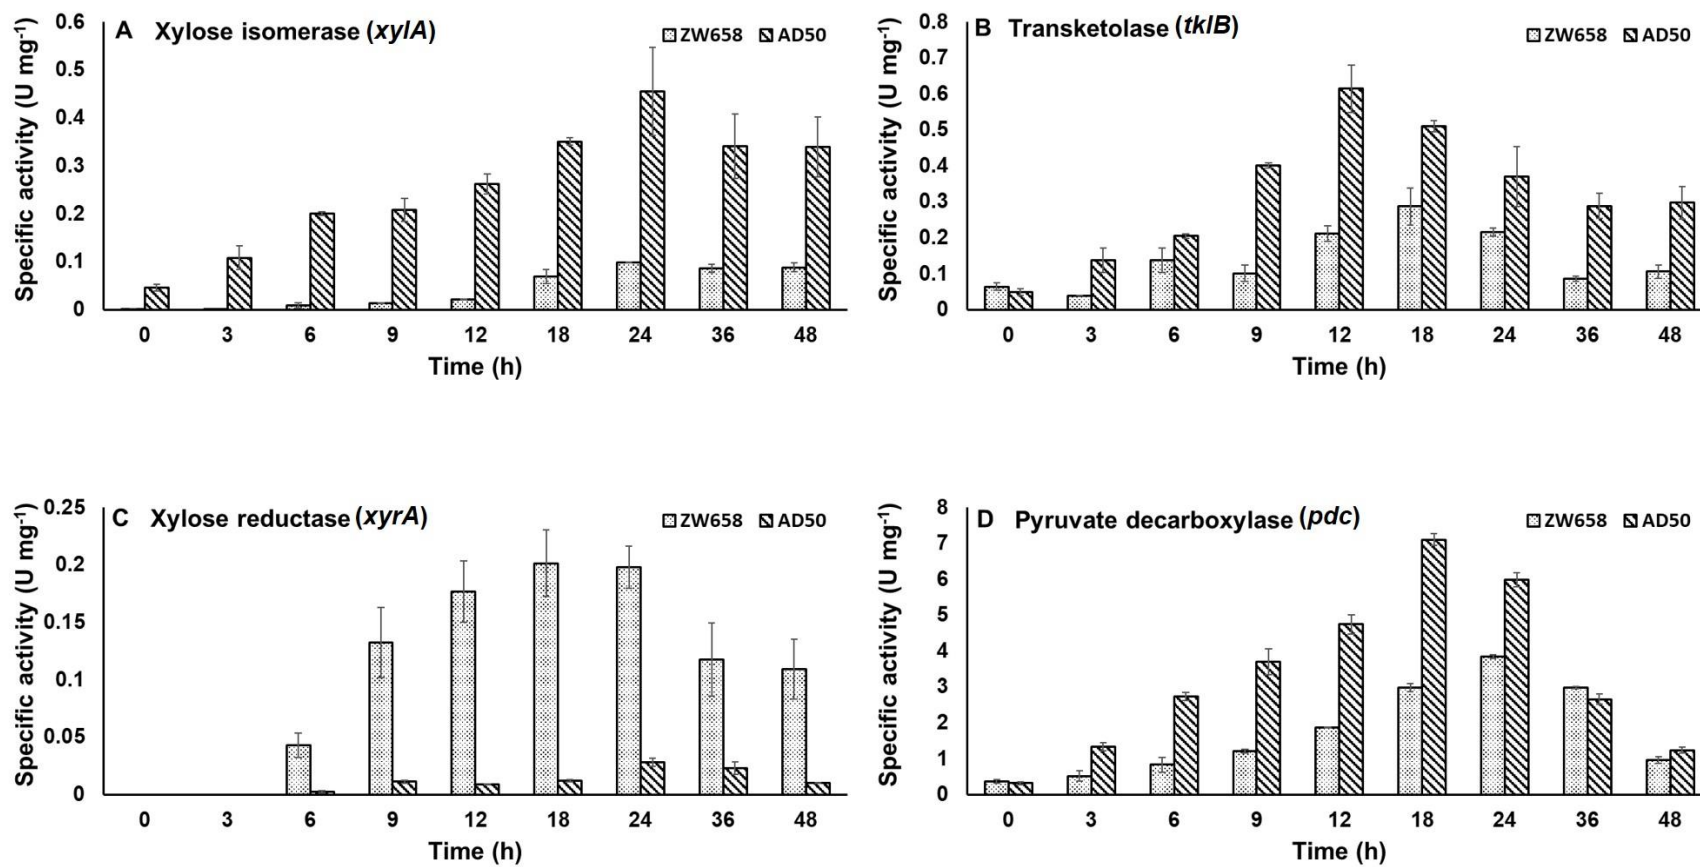 A Xylose isomerase (xylA)
ZW658 AD50
Specific activity (U mg-1)
0.6
0.5
0.4
0.3
0.2
0.1
0
0 3 6 9 12 18 24 36 48
Time (h)
B Transketolase (tklB)
ZW658 AD50
Specific activity (U mg-1)
0.8
0.7
0.6
0.5
0.4
0.3
0.2
0.1
0
0 3 6 9 12 18 24 36 48
Time (h)
C Xylose reductase (xyrA)
ZW658 AD50
Specific activity (U mg-1)
0.25
0.2
0.15
0.1
0.05
0
0 3 6 9 12 18 24 36 48
Time (h)
D Pyruvate decarboxylase (pdc)
ZW658 AD50
Specific activity (U mg-1)
8
7
6
5
4
3
2
1
0
0 3 6 9 12 18 24 36 48
Time (h)